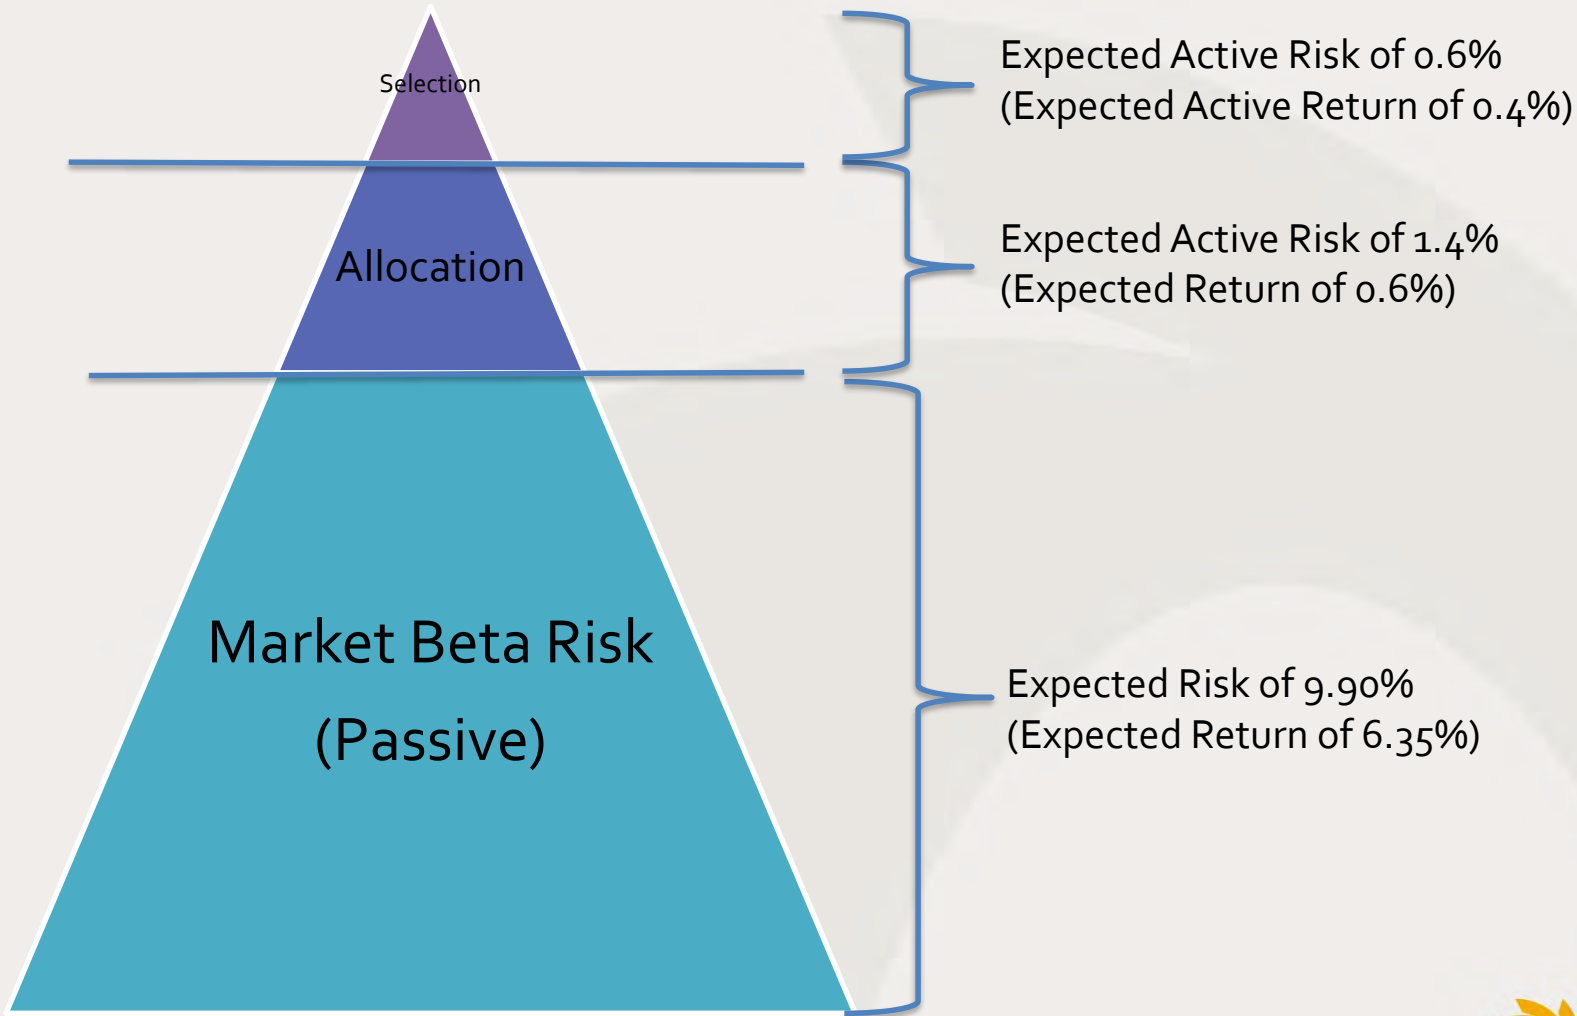 Selection
Expected Active Risk of 0.6%
(Expected Active Return of 0.4%)
Allocation
Expected Active Risk of 1.4%
(Expected Return of 0.6%)
Market Beta Risk
(Passive)
Expected Risk of 9.90%
(Expected Return of 6.35%)